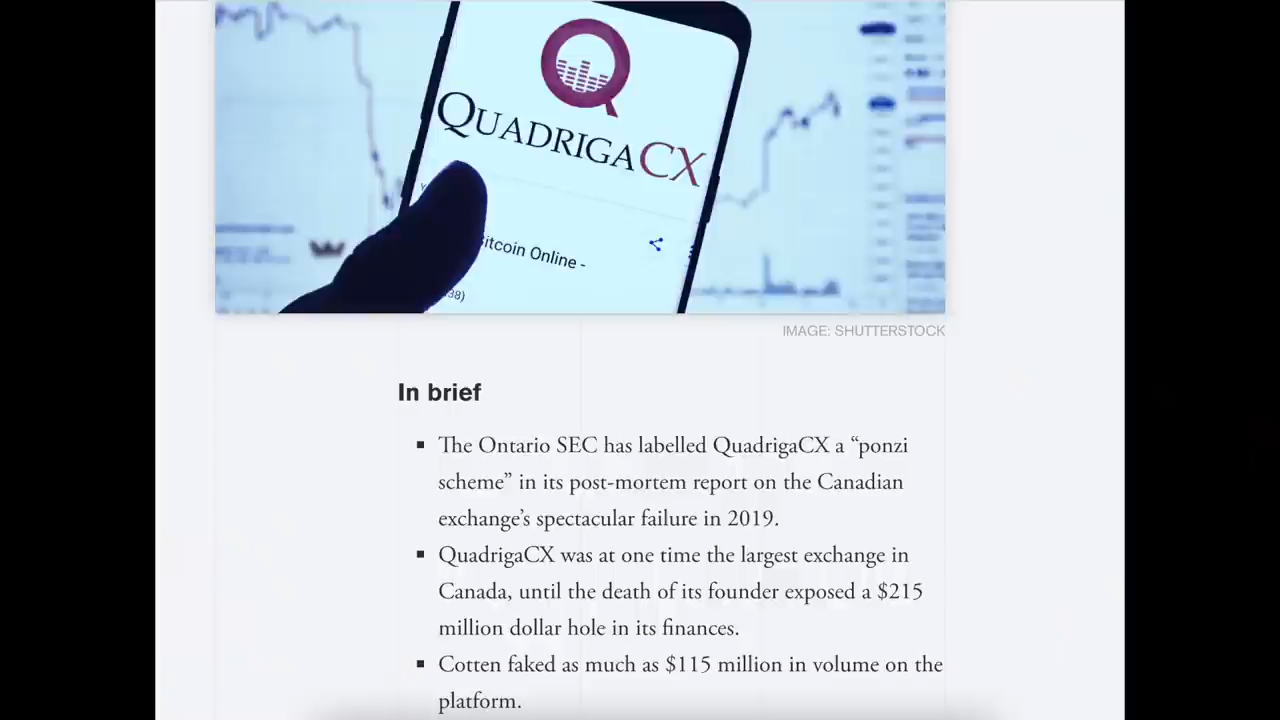 QUADRIGACX
itcoin Online -
38)
IMAGE: SHUTTERSTOCK
In brief
The Ontario SEC has labelled QuadrigaCX a “ponzi
scheme” in its post-mortem report on the Canadian
exchange’s spectacular failure in 2019.
QuadrigaCX was at one time the largest exchange in
Canada, until the death of its founder exposed a $215
million dollar hole in its finances.
Cotten faked as much as $115 million in volume on the
platform.